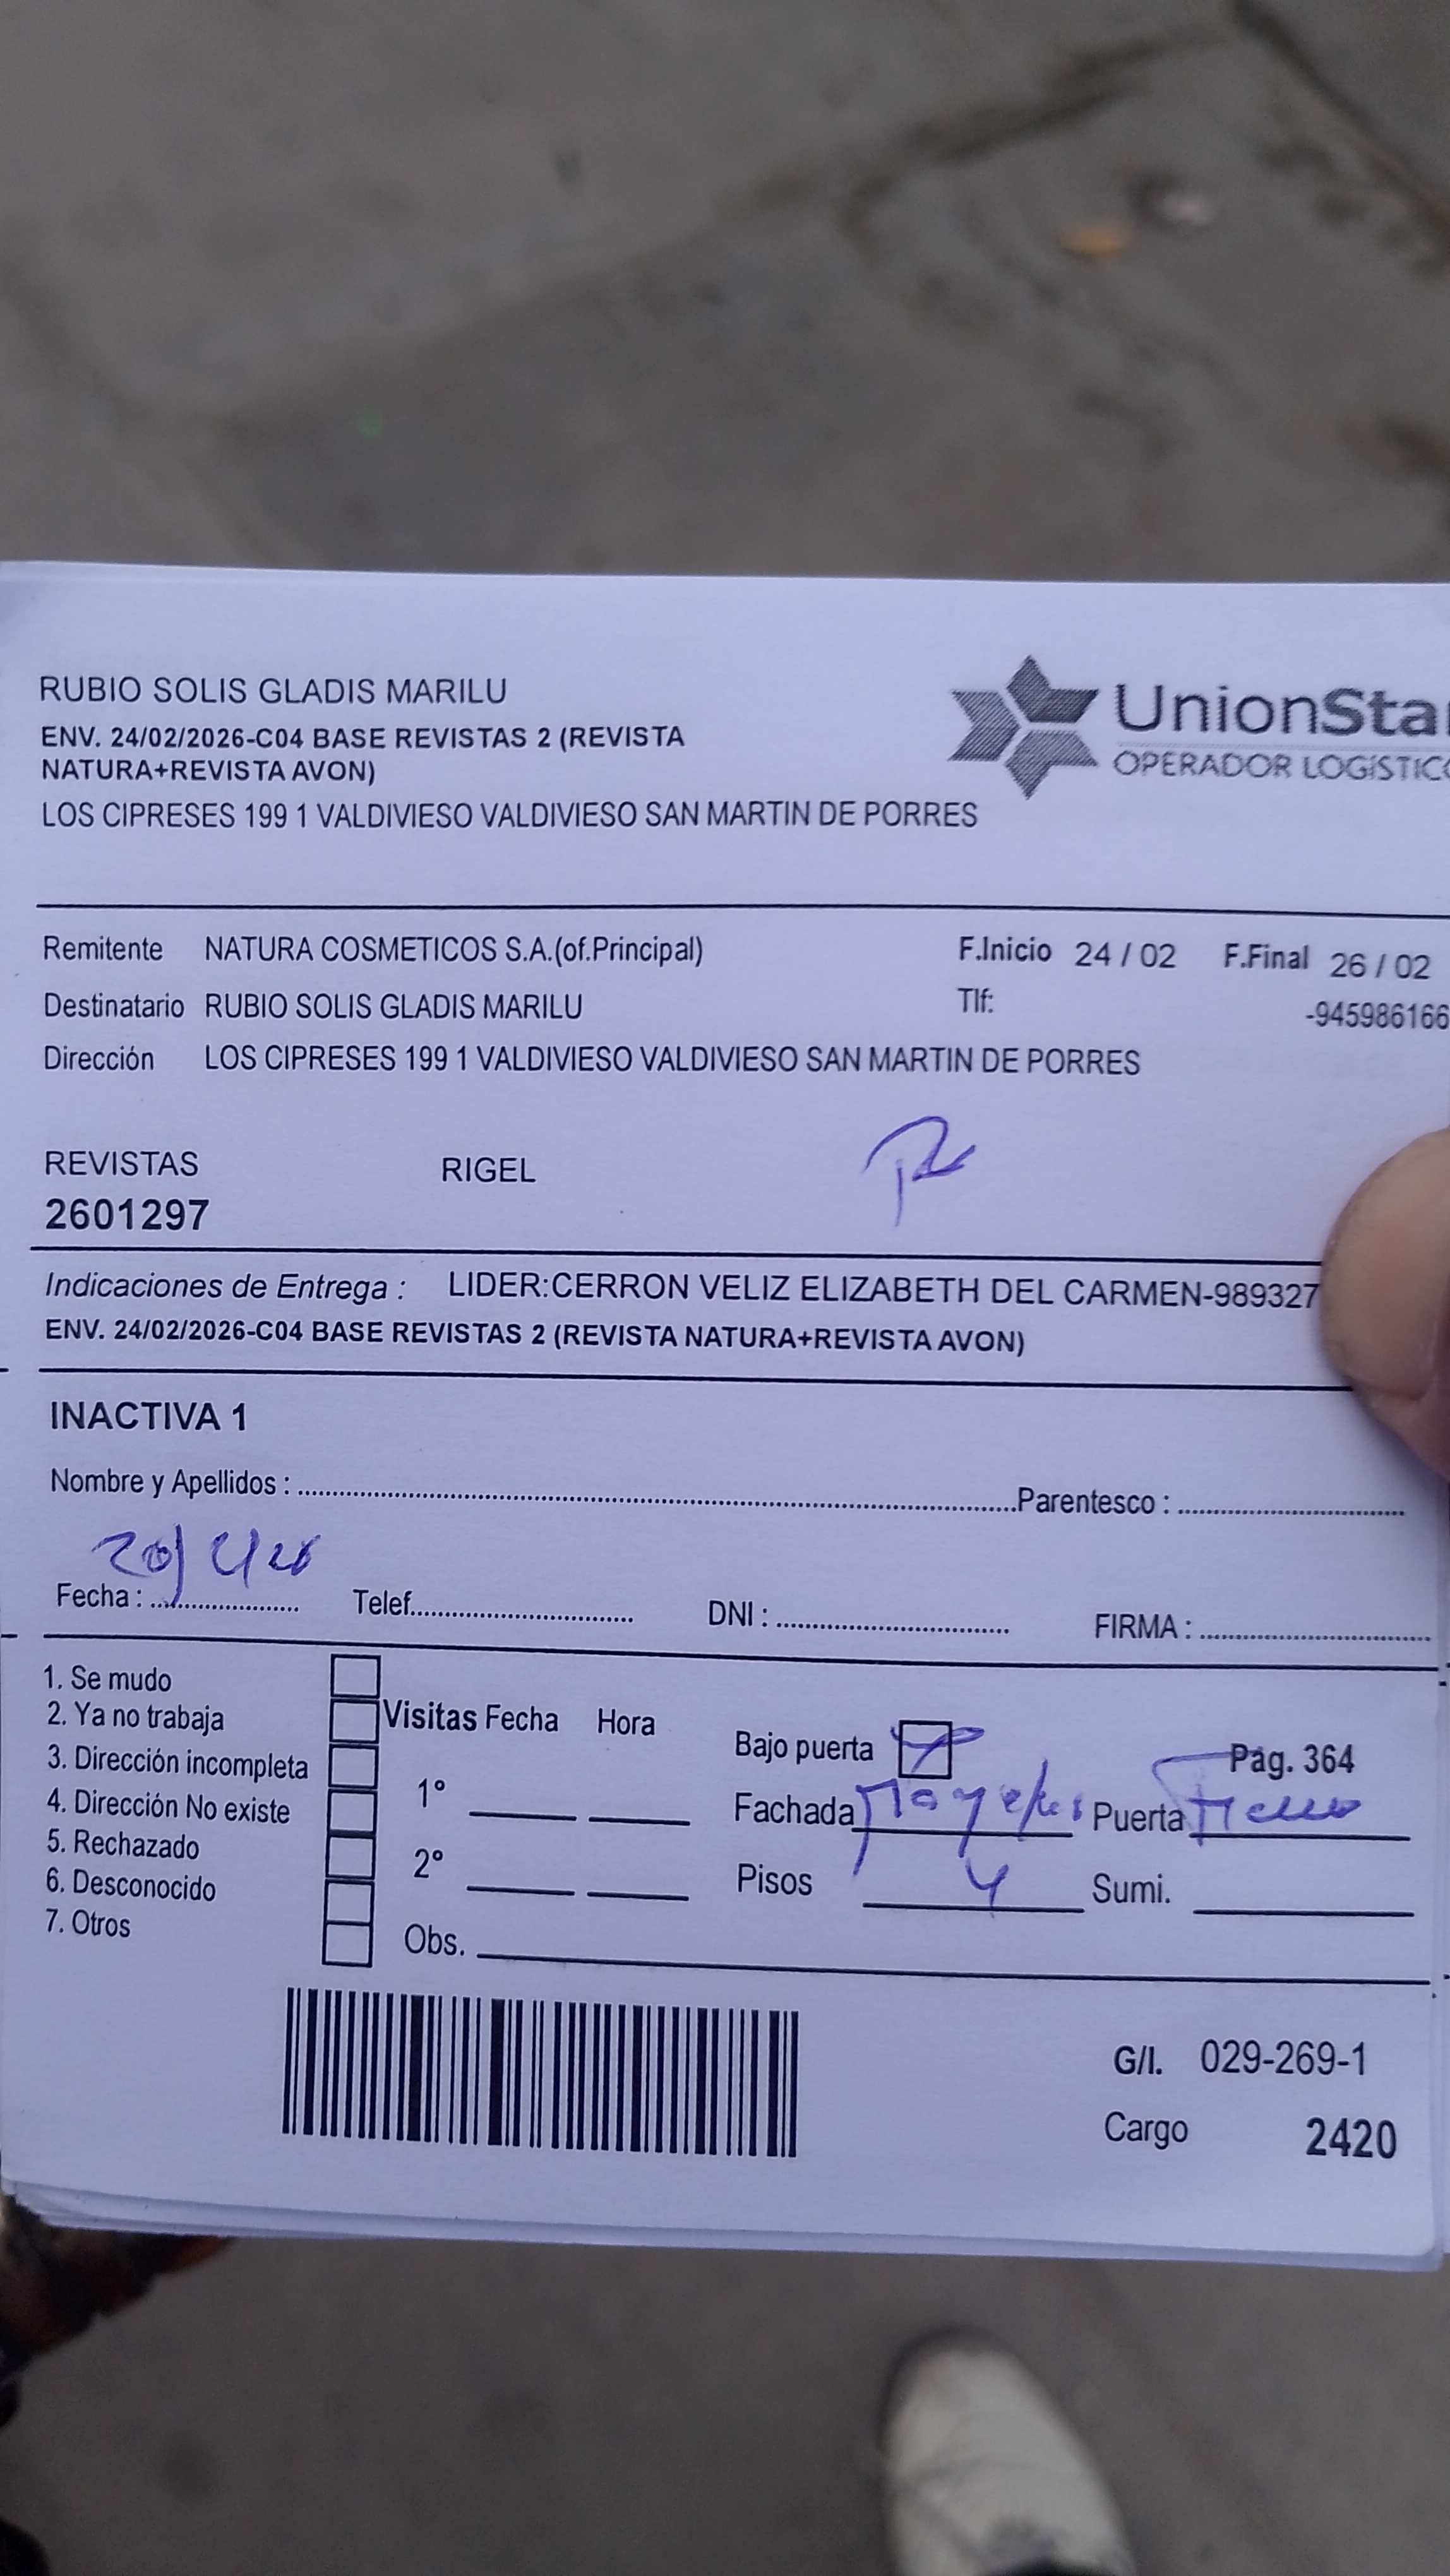 RUBIO SOLIS GLADIS MARILU
ENV. 24/02/2026-C04 BASE REVISTAS 2 (REVISTA
NATURA+REVISTA AVON)
LOS CIPRESES 199 1 VALDIVIESO VALDIVIESO SAN MARTIN DE PORRES
UnionSta
OPERADOR LOGÍSTICO
Remitente NATURA COSMETICOS S.A.(of.Principal) F.Inicio 24 / 02 F.Final 26 / 02
Destinatario RUBIO SOLIS GLADIS MARILU Tlf: -945986166
Dirección LOS CIPRESES 199 1 VALDIVIESO VALDIVIESO SAN MARTIN DE PORRES
REVISTAS RIGEL
2601297
Indicaciones de Entrega : LIDER:CERRON VELIZ ELIZABETH DEL CARMEN-989327
ENV. 24/02/2026-C04 BASE REVISTAS 2 (REVISTA NATURA+REVISTA AVON)
INACTIVA 1
Nombre y Apellidos : Parentesco :
Fecha : Telef. DNI : FIRMA :
1. Se mudo
2. Ya no trabaja
3. Dirección incompleta
4. Dirección No existe
5. Rechazado
6. Desconocido
7. Otros
Visitas Fecha Hora
1°
2°
Obs.
Bajo puerta Pág. 364
Fachada Puerta
Pisos 4 Sumi.
G/I. 029-269-1
Cargo 2420